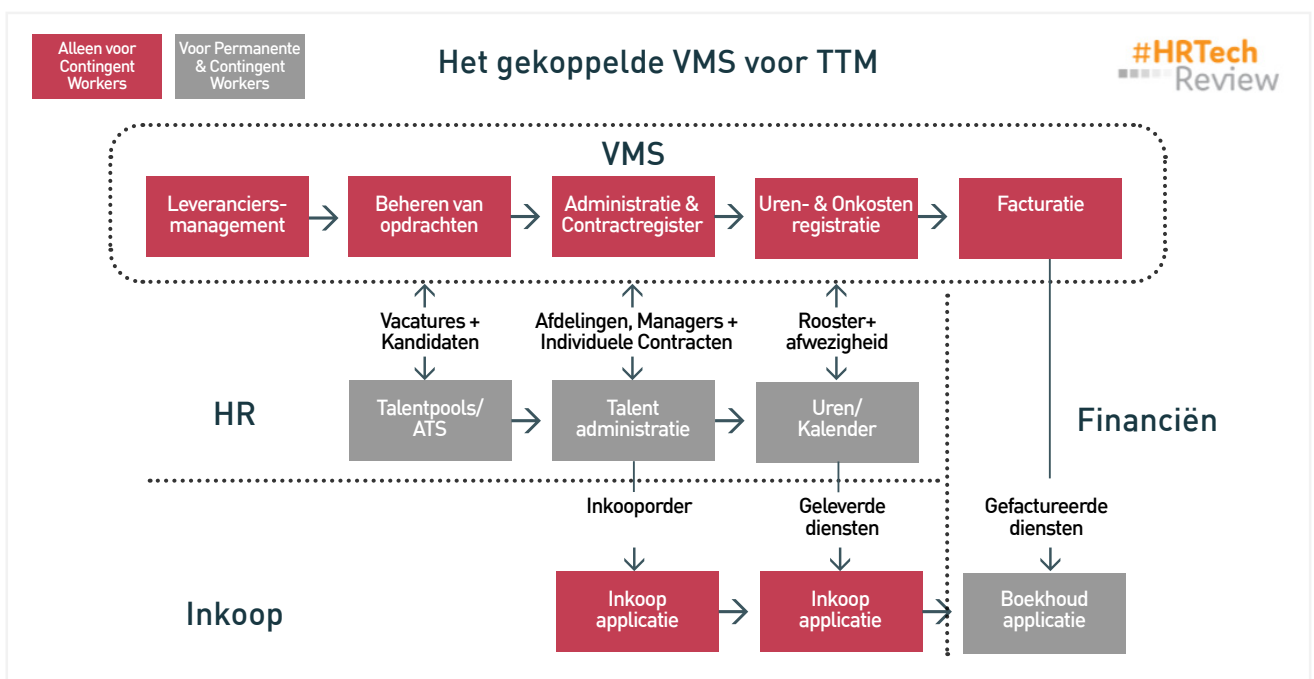 Alleen voor
Contingent
Workers
Voor Permanente
& Contingent
Workers
Het gekoppelde VMS voor TTM
#HRTech
Review
VMS
Leveranciers-
management
Beheren van
opdrachten
Administratie &
Contractregister
Uren- & Onkosten
registratie
Facturatie
Vacatures +
Kandidaten
Afdelingen, Managers +
Individuele Contracten
Rooster+
afwezigheid
HR
Talentpools/
ATS
Talent
administratie
Uren/
Kalender
Financiën
Inkooporder
Geleverde
diensten
Gefactureerde
diensten
Inkoop
Inkoop
applicatie
Inkoop
applicatie
Boekhoud
applicatie